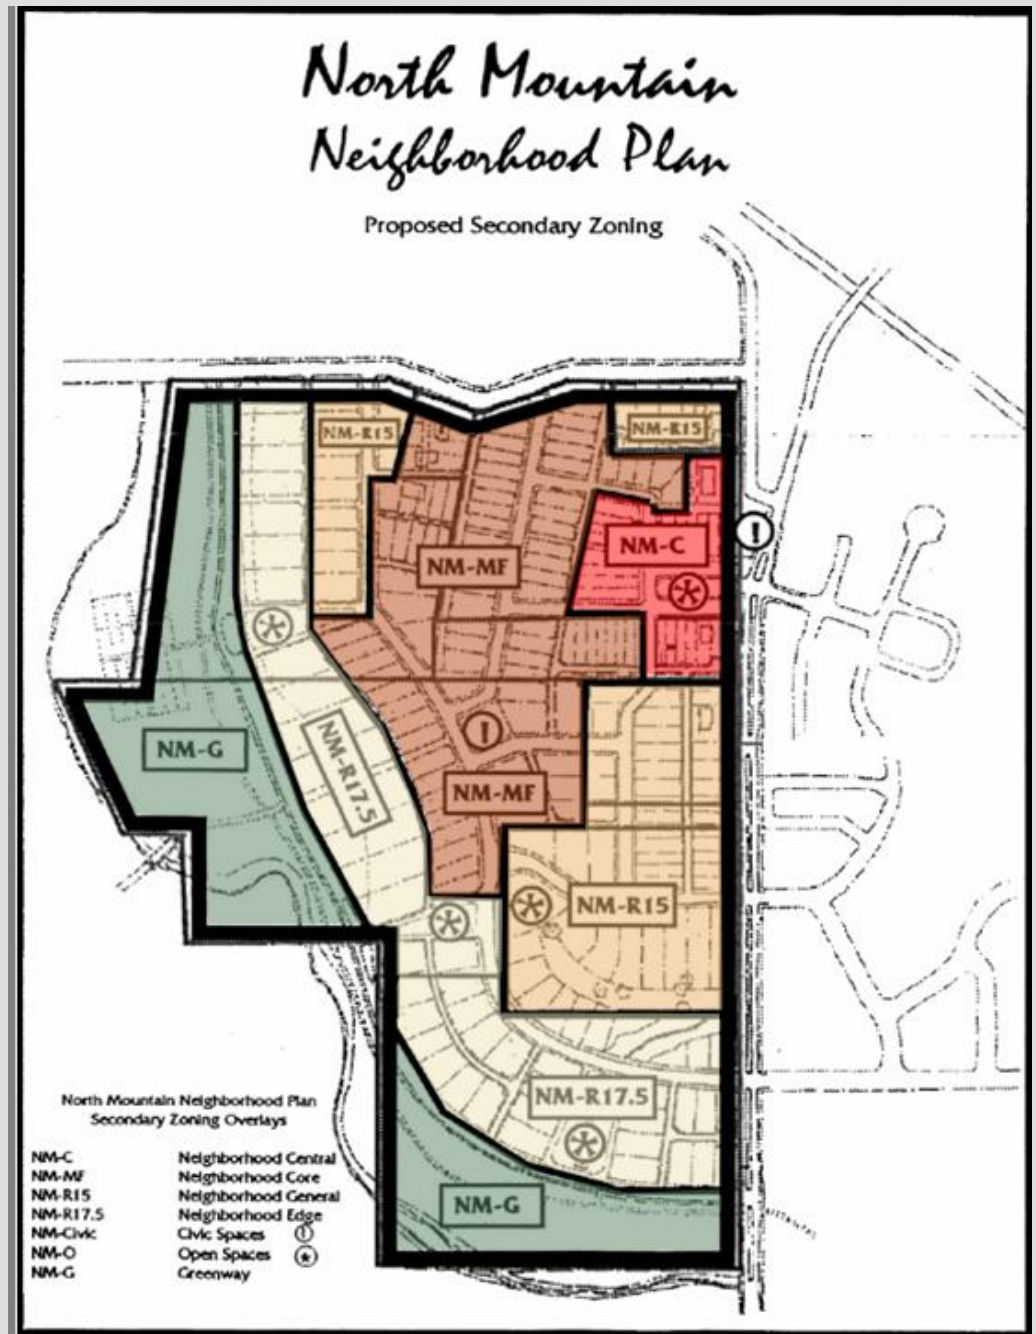 North Mountain
Neighborhood Plan
Proposed Secondary Zoning
NM-R15
NM-R15
NM-C
NM-MF
NM-G
NM-R17.5
NM-MF
NM-R15
NM-R17.5
NM-G
North Mountain Neighborhood Plan
Secondary Zoning Overlays
NM-C Neighborhood Central
NM-MF Neighborhood Core
NM-R15 Neighborhood General
NM-R17.5 Neighborhood Edge
NM-Civic Civic Spaces
NM-O Open Spaces
NM-G Greenway